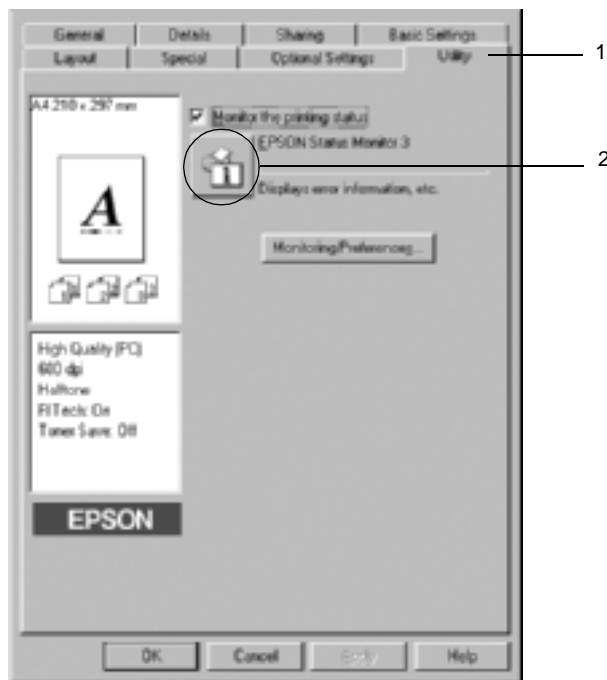 General Details Sharing Basic Settings
Layout Special Optional Settings Utility
1
A4 210 x 297 mm
Monitor the printing status
EPSON Status Monitor 3
2
Displays error information, etc.
A
Monitoring Preferences...
High Quality (PC)
600 dpi
Halftone
RITech: On
Toner Save: Off
EPSON
OK Cancel Apply Help